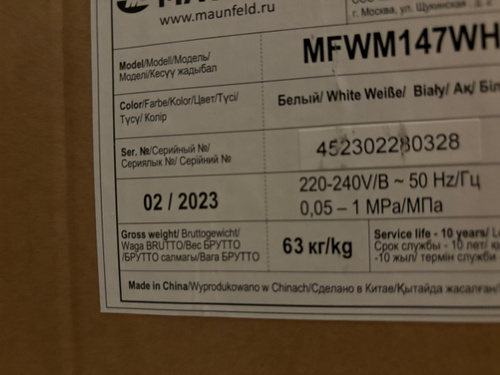 www.maunfeld.ru
г. Москва, ул. Щукинская
Model/Modell/Модель/
Моделі/Кесүү жадыбал
MFWM147WH
Color/Farbe/Kolor/Цвет/Түсі/
Түсү/ Колір
Белый/ White Weiße/ Biały/ Ақ/ Біл
Ser. №/Серийный №/
Сериялык №/ Серійний №
452302280328
02 / 2023
220-240V/В ~ 50 Hz/Гц
0,05 – 1 MPa/МПа
Gross weight/ Bruttogewicht/
Waga BRUTTO/Вес БРУТТО
/БРУТТО салмагы/Вага БРУТТО
63 кг/kg
Service life - 10 years/
Срок службы - 10 лет/
-10 жыл/ термін служби
Made in China/Wyprodukowano w Chinach/Сделано в Китае/Қытайда жасалған/